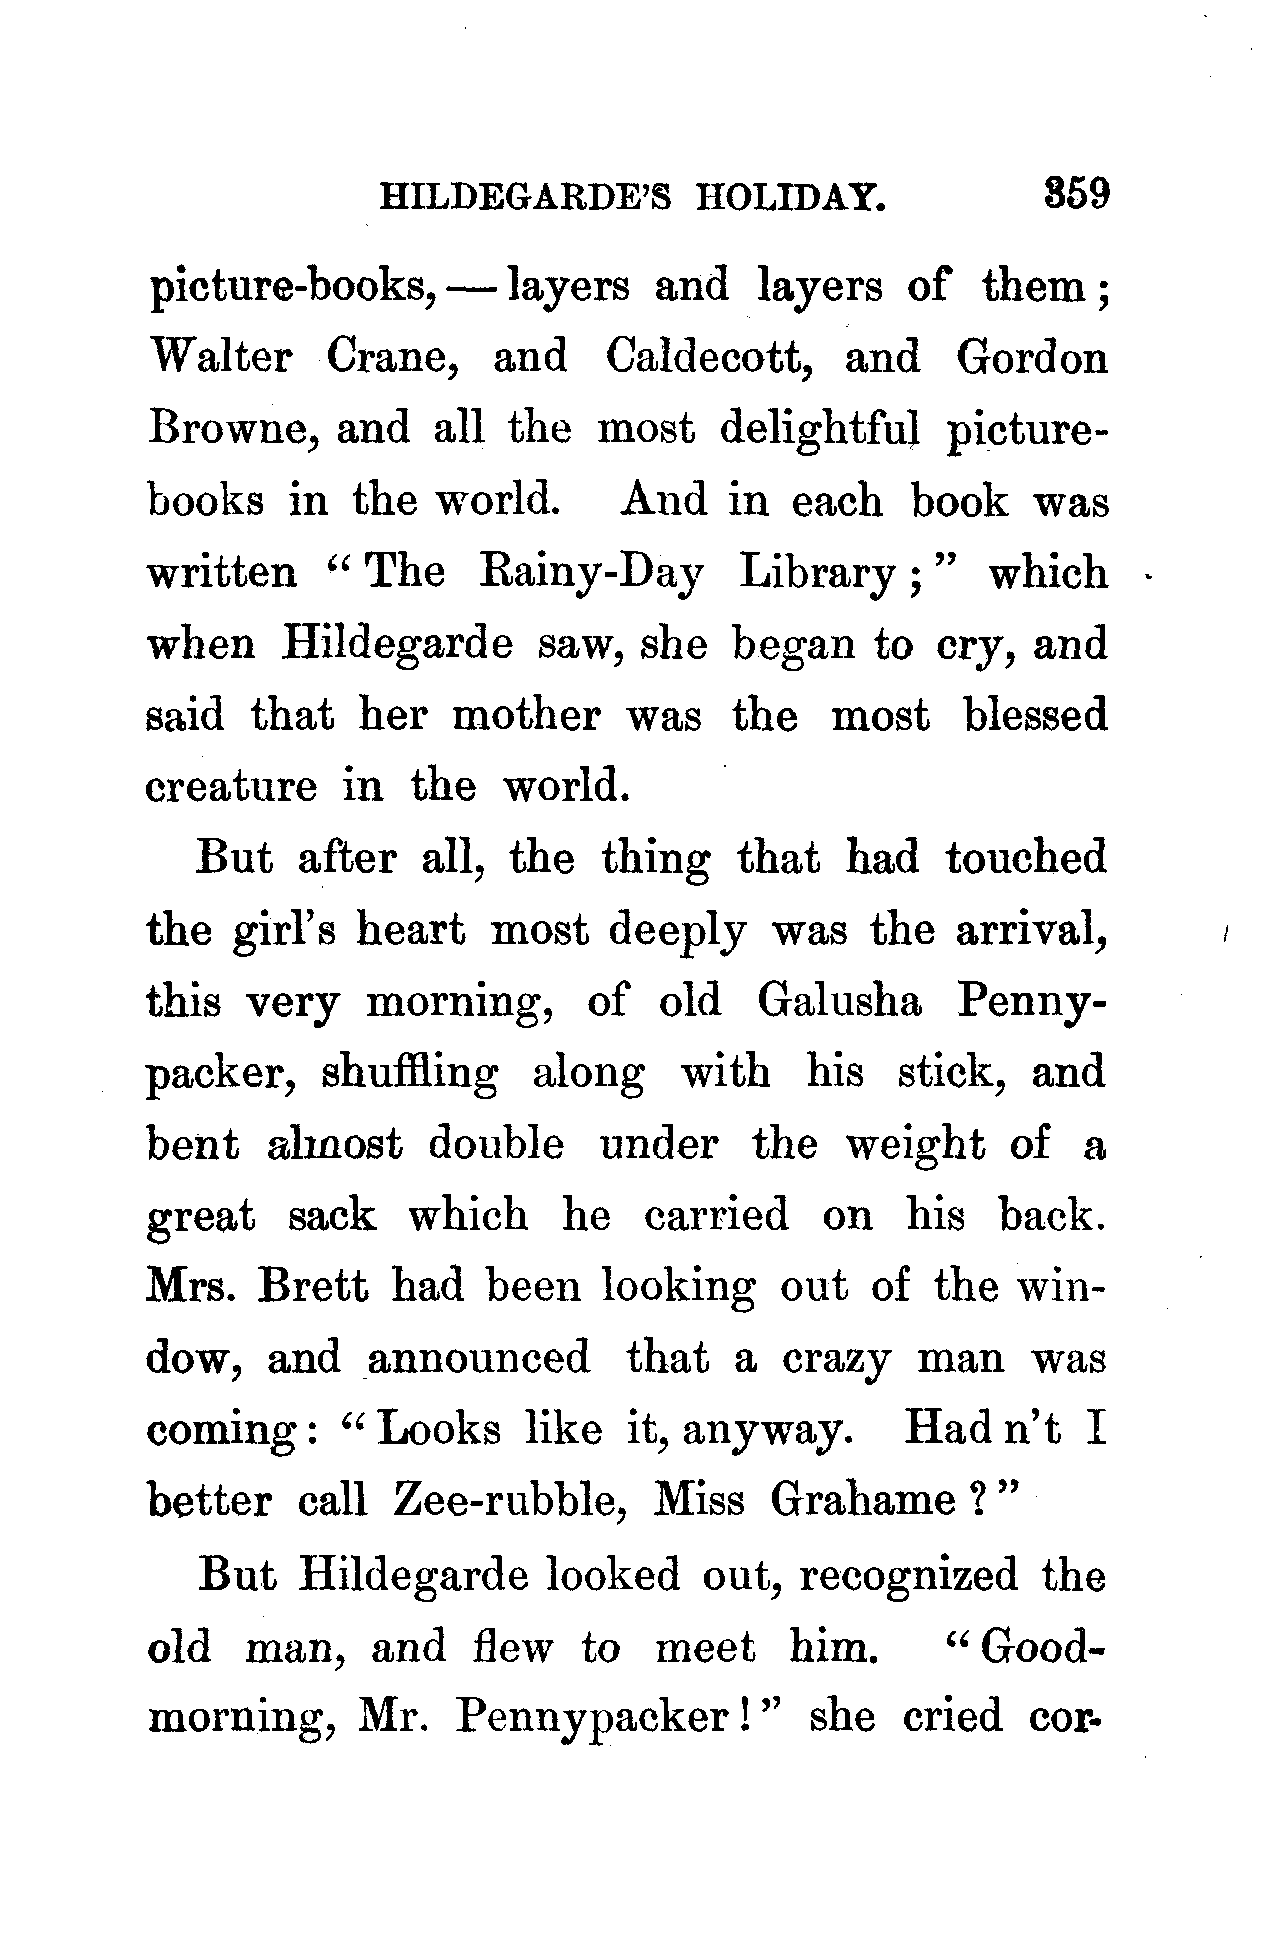 HILDEGARDE'S HOLIDAY. 359
picture-books, — layers and layers of them;
Walter Crane, and Caldecott, and Gordon
Browne, and all the most delightful picture-
books in the world. And in each book was
written “The Rainy-Day Library;” which
when Hildegarde saw, she began to cry, and
said that her mother was the most blessed
creature in the world.
But after all, the thing that had touched
the girl's heart most deeply was the arrival,
this very morning, of old Galusha Penny-
packer, shuffling along with his stick, and
bent almost double under the weight of a
great sack which he carried on his back.
Mrs. Brett had been looking out of the win-
dow, and announced that a crazy man was
coming: “Looks like it, anyway. Had n't I
better call Zee-rubble, Miss Grahame?”
But Hildegarde looked out, recognized the
old man, and flew to meet him. “Good-
morning, Mr. Pennypacker!” she cried cor-